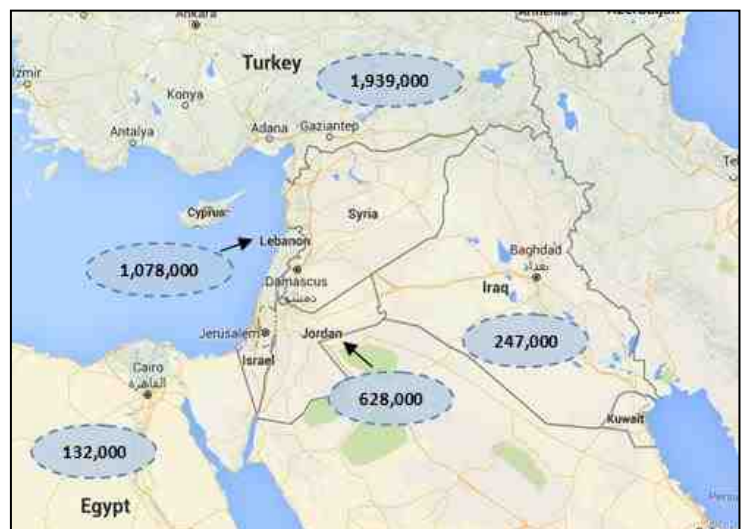 Ankara
Armenia
Azerbaijan
Turkey
1,939,000
İzmir
Konya
Antalya
Adana
Gaziantep
Cyprus
Syria
Lebanon
1,078,000
Baghdad
بغداد
Damascus
دمشق
Iraq
Jerusalem
Jordan
Israel
247,000
Cairo
القاهرة
628,000
Kuwait
132,000
Egypt